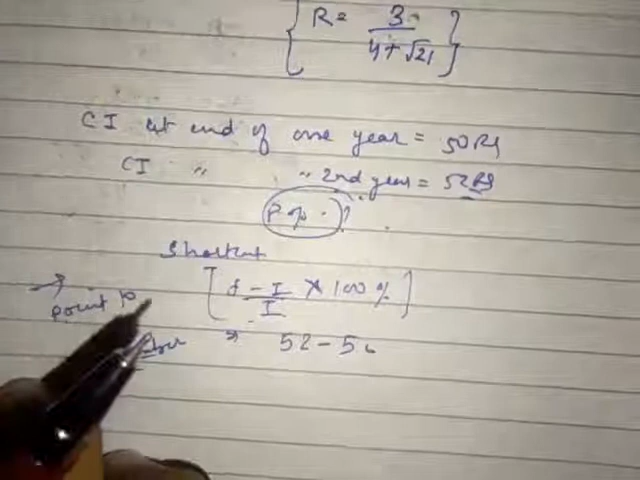 { R = 3 / 4+√21 }
CI at end of one year = 50Rs
CI " " 2nd year = 52Rs
R % . ?
Shortcut
→ [ f - I / I × 100 % ]
point to
⇒ 52 - 50